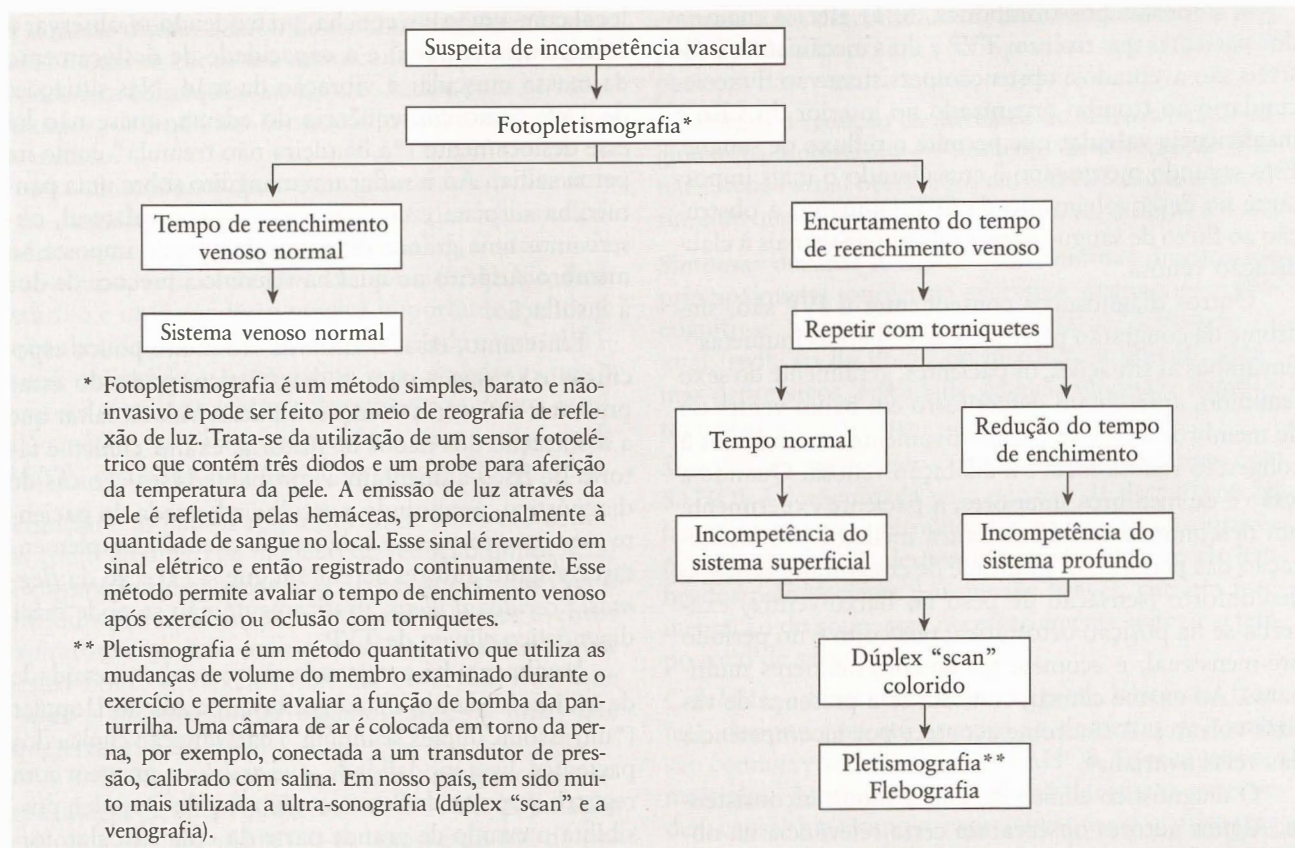 Suspeita de incompetência vascular
Fotopletismografia*
Tempo de reenchimento
venoso normal
Encurtamento do tempo
de reenchimento venoso
Sistema venoso normal
Repetir com torniquetes
Tempo normal
Redução do tempo
de enchimento
Incompetência do
sistema superficial
Incompetência do
sistema profundo
Dúplex “scan”
colorido
Pletismografia**
Flebografia
* Fotopletismografia é um método simples, barato e não-
invasivo e pode ser feito por meio de reografia de refle-
xão de luz. Trata-se da utilização de um sensor fotoelé-
trico que contém três diodos e um probe para aferição
da temperatura da pele. A emissão de luz através da
pele é refletida pelas hemáceas, proporcionalmente à
quantidade de sangue no local. Esse sinal é revertido em
sinal elétrico e então registrado continuamente. Esse
método permite avaliar o tempo de enchimento venoso
após exercício ou oclusão com torniquetes.
** Pletismografia é um método quantitativo que utiliza as
mudanças de volume do membro examinado durante o
exercício e permite avaliar a função de bomba da pan-
turrilha. Uma câmara de ar é colocada em torno da per-
na, por exemplo, conectada a um transdutor de pres-
são, calibrado com salina. Em nosso país, tem sido mui-
to mais utilizada a ultra-sonografia (dúplex “scan” e a
venografia).